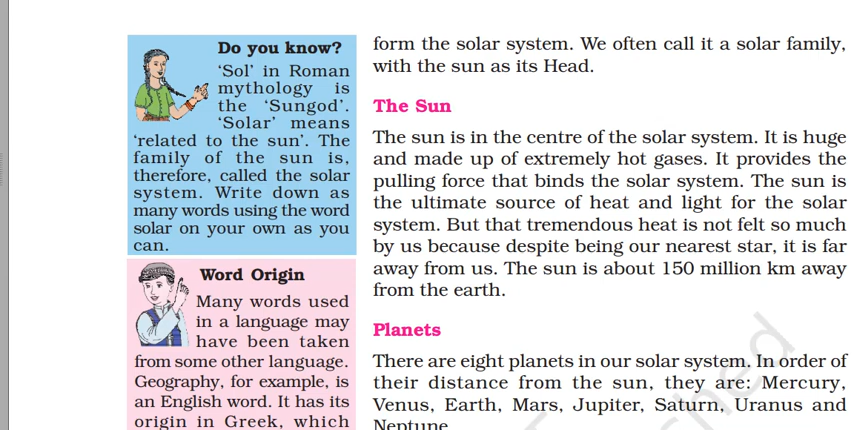 Do you know?
‘Sol’ in Roman
mythology is
the ‘Sungod’.
‘Solar’ means
‘related to the sun’. The
family of the sun is,
therefore, called the solar
system. Write down as
many words using the word
solar on your own as you
can.
Word Origin
Many words used
in a language may
have been taken
from some other language.
Geography, for example, is
an English word. It has its
origin in Greek, which
form the solar system. We often call it a solar family,
with the sun as its Head.
The Sun
The sun is in the centre of the solar system. It is huge
and made up of extremely hot gases. It provides the
pulling force that binds the solar system. The sun is
the ultimate source of heat and light for the solar
system. But that tremendous heat is not felt so much
by us because despite being our nearest star, it is far
away from us. The sun is about 150 million km away
from the earth.
Planets
There are eight planets in our solar system. In order of
their distance from the sun, they are: Mercury,
Venus, Earth, Mars, Jupiter, Saturn, Uranus and
Neptune